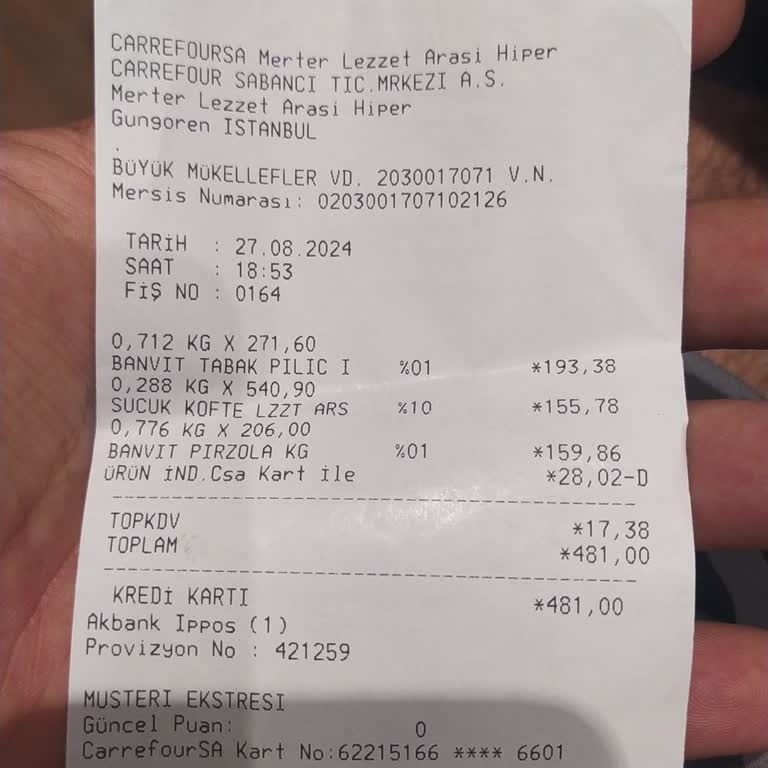 CARREFOURSA Merter Lezzet Arasi Hiper
CARREFOUR SABANCI TIC.MRKEZI A.S.
Merter Lezzet Arasi Hiper
Gungoren ISTANBUL
.
BÜYÜK MÜKELLEFLER VD. 2030017071 V.N.
Mersis Numarası: 0203001707102126
TARİH : 27.08.2024
SAAT : 18:53
FİŞ NO : 0164
0,712 KG X 271,60
BANVIT TABAK PILIC I %01 *193,38
0,288 KG X 540,90
SUCUK KOFTE LZZT ARS %10 *155,78
0,776 KG X 206,00
BANVIT PIRZOLA KG %01 *159,86
ÜRÜN İND.Csa Kart İle *28,02-D
TOPKDV *17,38
TOPLAM *481,00
KREDİ KARTI *481,00
Akbank Ippos (1)
Provizyon No : 421259
MUSTERI EKSTRESI
Güncel Puan: 0
CarrefourSA Kart No:62215166 **** 6601